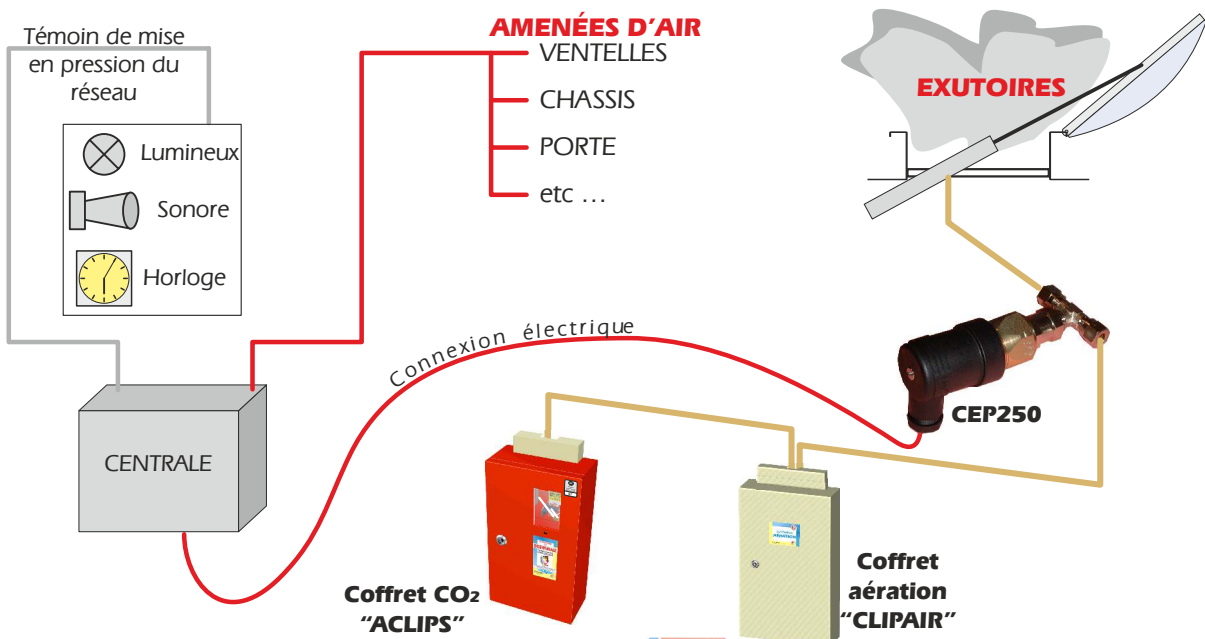 Témoin de mise
en pression du
réseau
Lumineux
Sonore
Horloge
AMENÉES D'AIR
VENTELLES
CHASSIS
PORTE
etc ...
EXUTOIRES
Connexion électrique
CEP250
CENTRALE
Coffret CO₂
"ACLIPS"
Coffret
aération
"CLIPAIR"